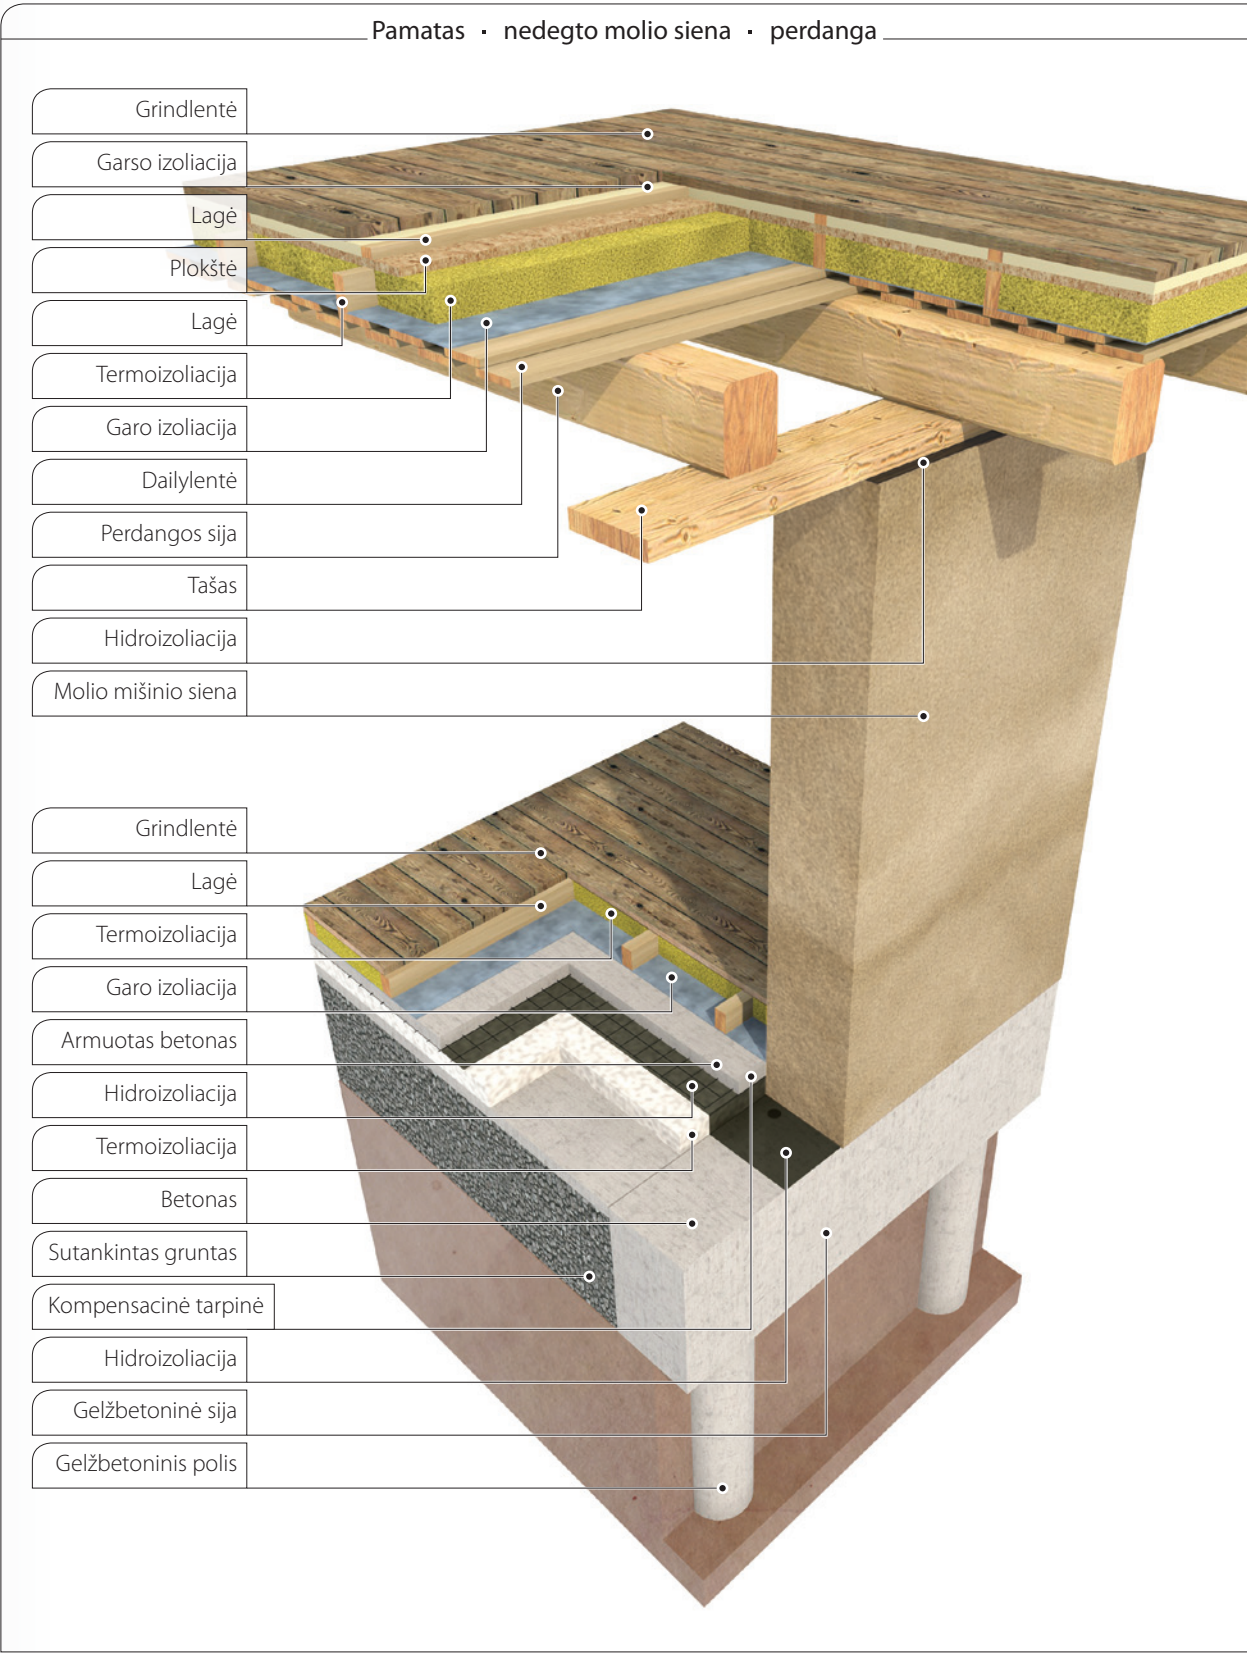 Pamatas · nedegto molio siena · perdanga
Grindlentė
Garso izoliacija
Lagė
Plokštė
Lagė
Termoizoliacija
Garo izoliacija
Dailylentė
Perdangos sija
Tašas
Hidroizoliacija
Molio mišinio siena
Grindlentė
Lagė
Termoizoliacija
Garo izoliacija
Armuotas betonas
Hidroizoliacija
Termoizoliacija
Betonas
Sutankintas gruntas
Kompensacinė tarpinė
Hidroizoliacija
Gelžbetoninė sija
Gelžbetoninis polis